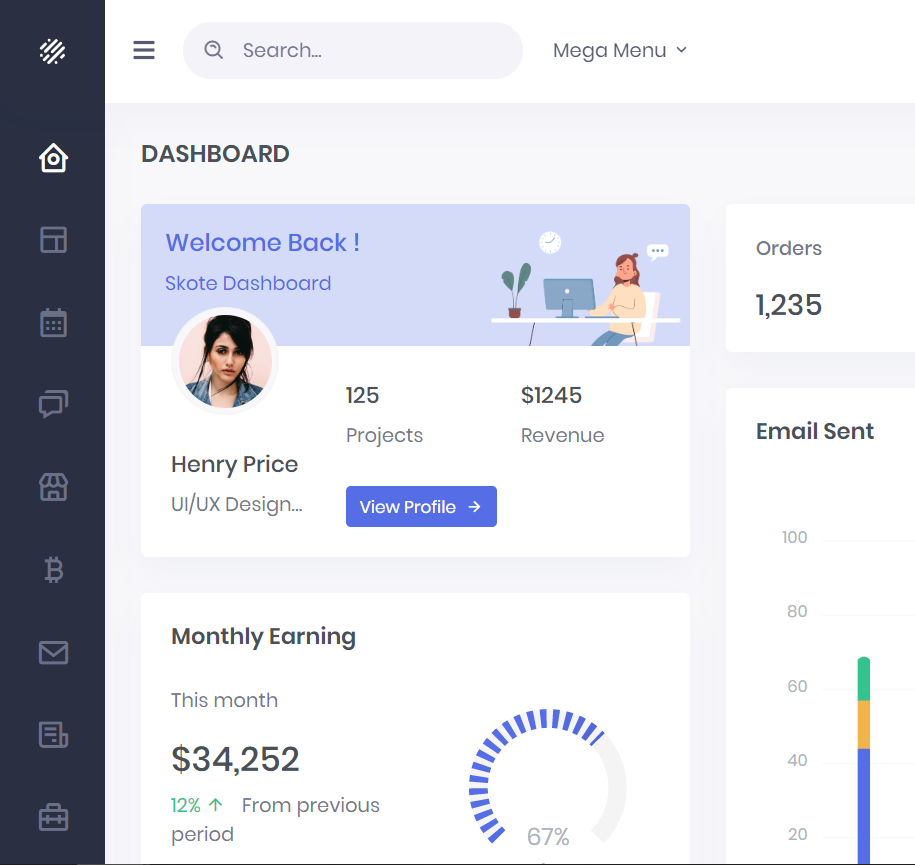 Search...
Mega Menu
DASHBOARD
Welcome Back !
Skote Dashboard
Henry Price
UI/UX Design...
125
Projects
$1245
Revenue
View Profile
Monthly Earning
This month
$34,252
12% ↑ From previous
period
67%
Orders
1,235
Email Sent
100
80
60
40
20